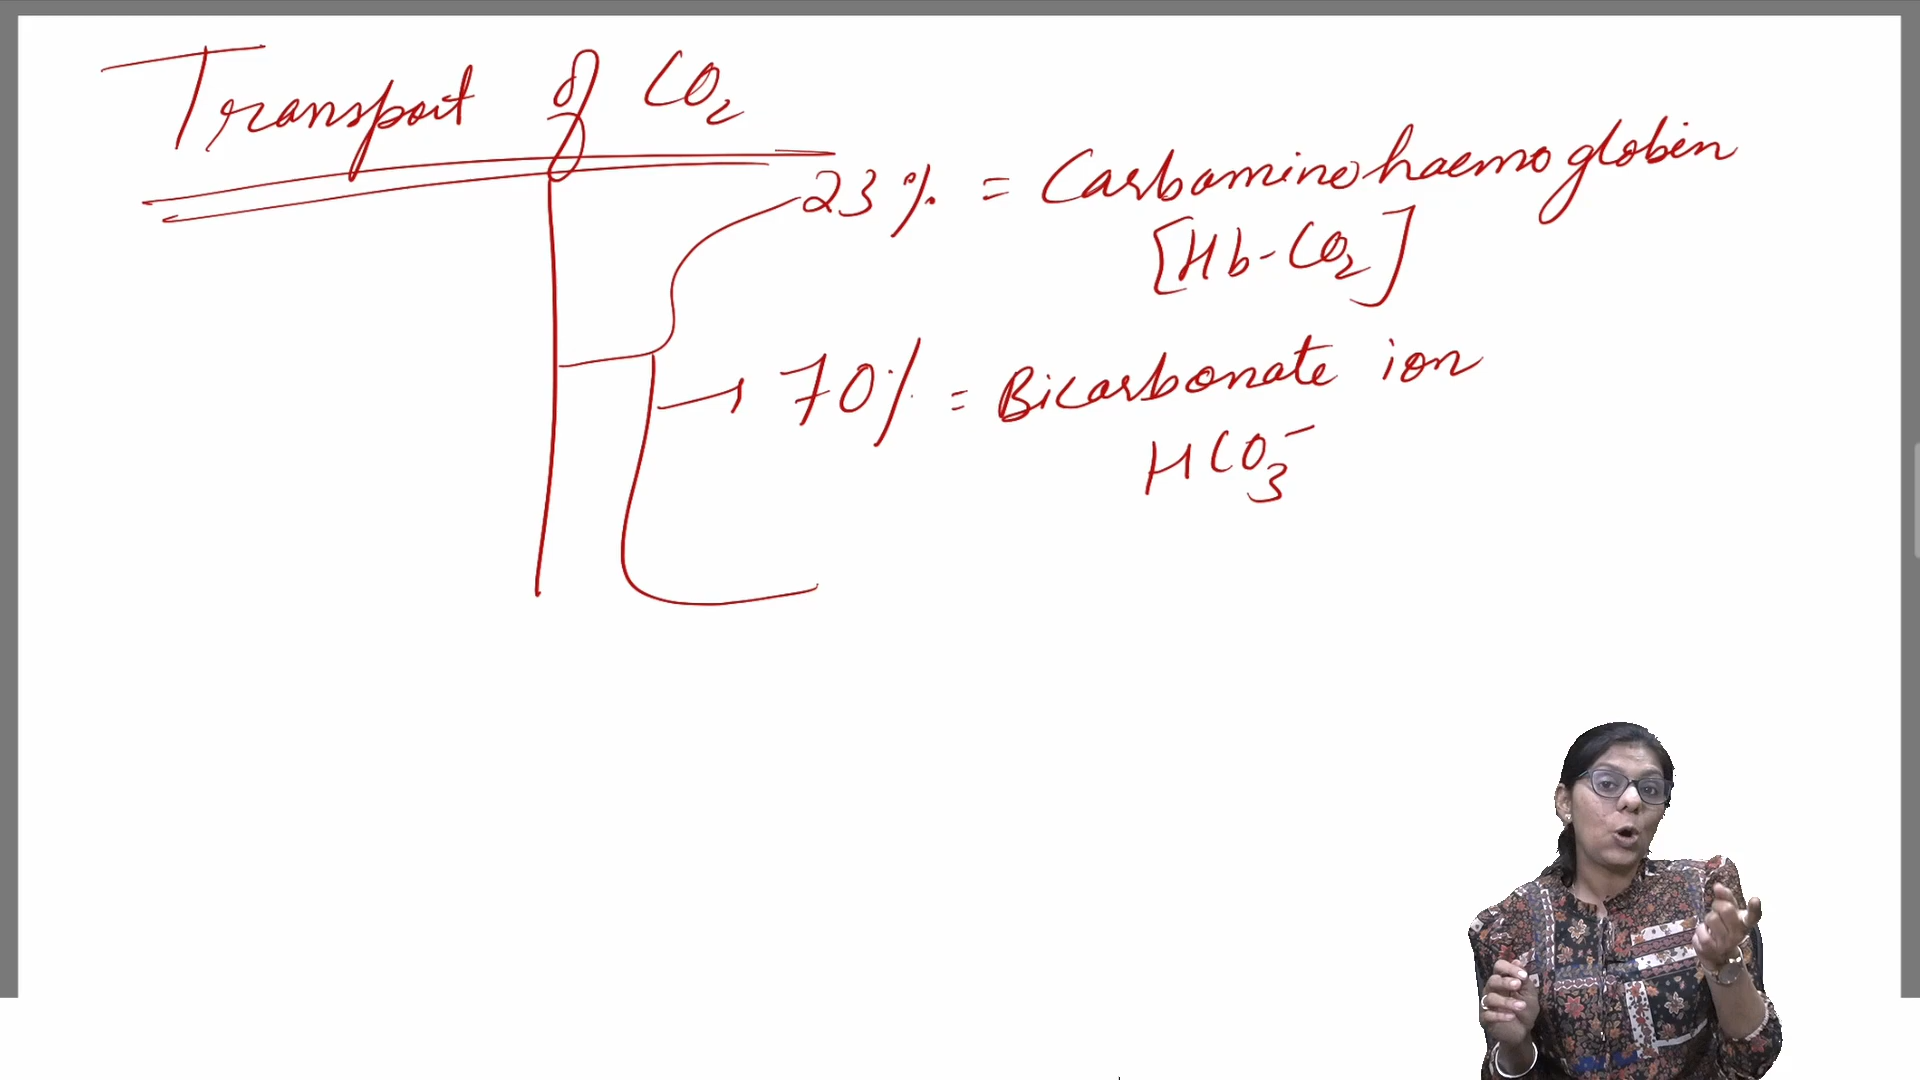 Transport of CO₂
23% = Carbaminohaemoglobin
[Hb-CO₂]
70% = Bicarbonate ion
HCO₃⁻